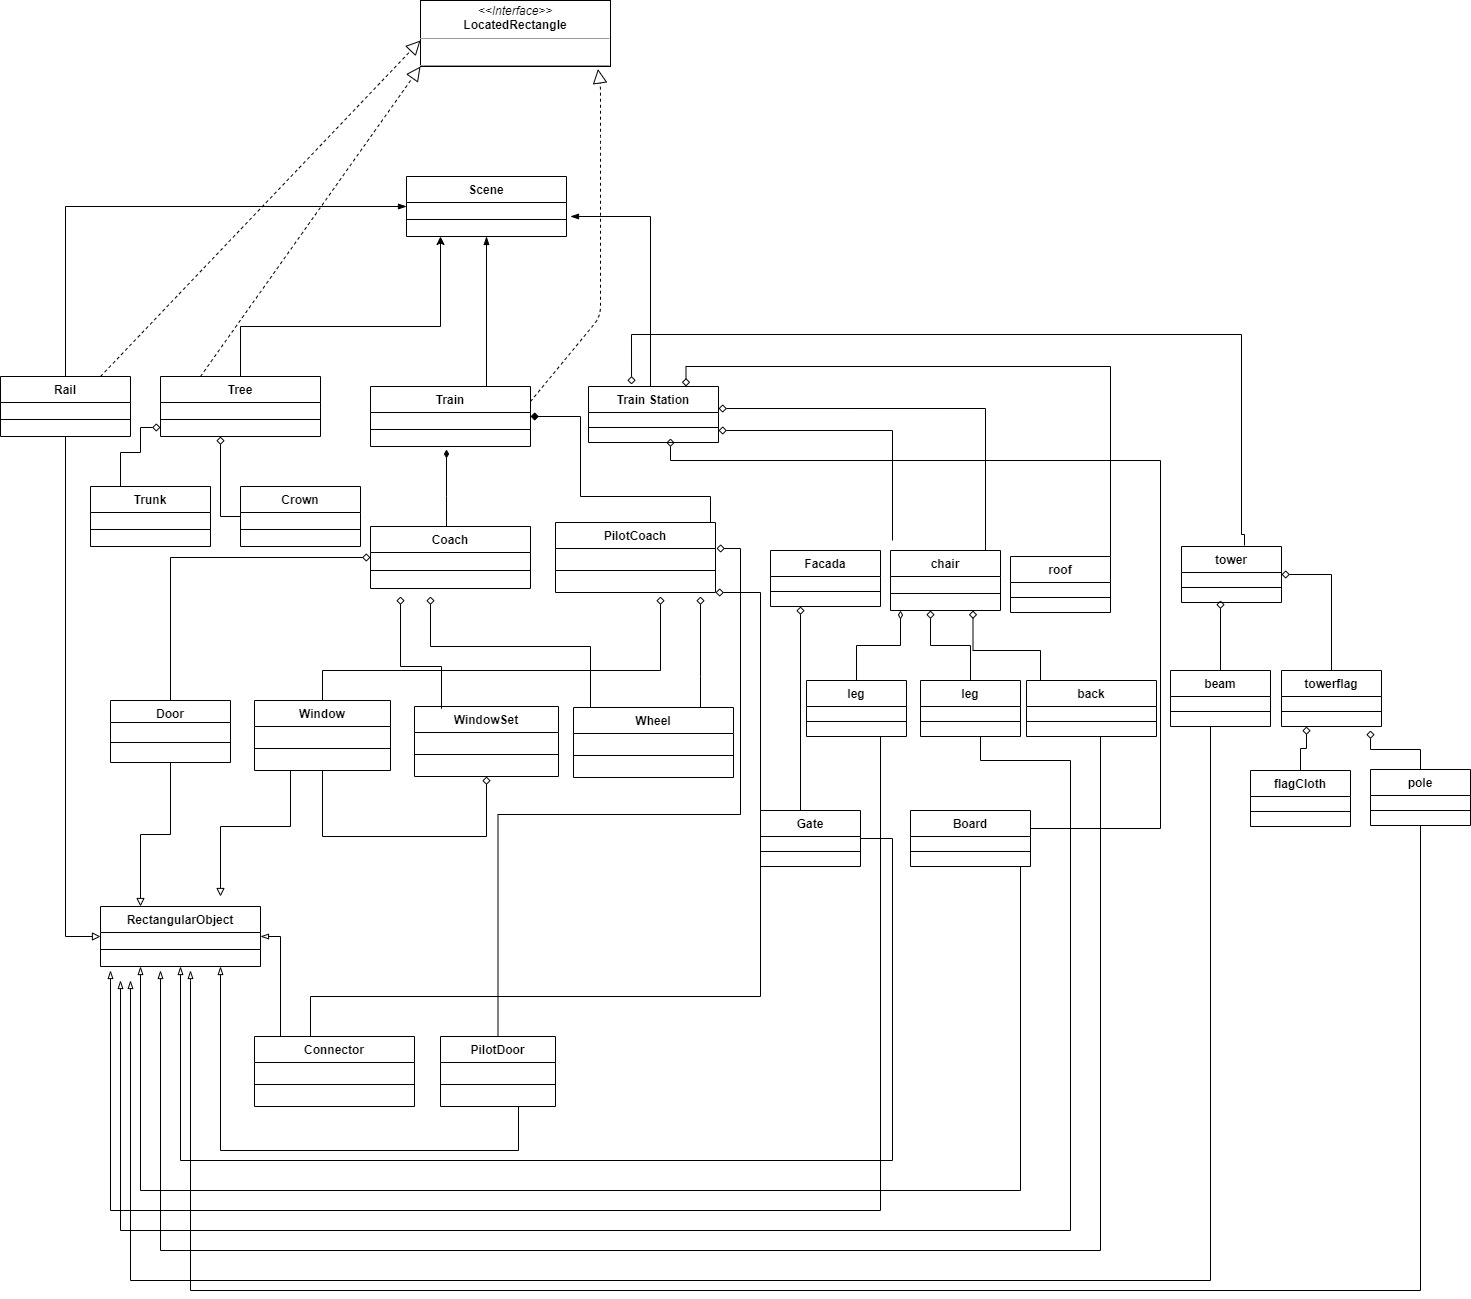 <<Interface>>
LocatedRectangle
Scene
Rail
Tree
Train
Train Station
Trunk
Crown
Coach
PilotCoach
Facada
chair
roof
tower
leg
leg
back
beam
towerflag
Door
Window
WindowSet
Wheel
flagCloth
pole
Gate
Board
RectangularObject
Connector
PilotDoor